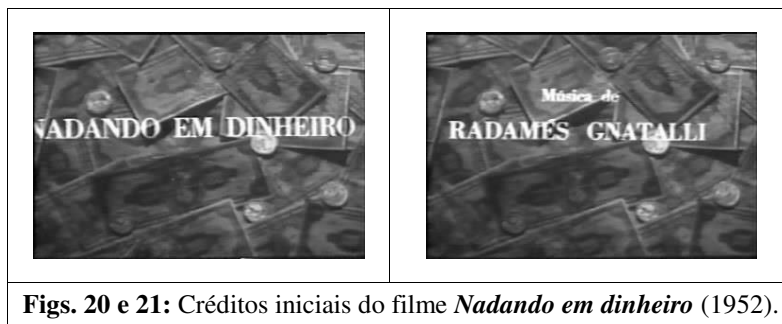 NADANDO EM DINHEIRO
Música de
RADAMÉS GNATALLI
Figs. 20 e 21: Créditos iniciais do filme Nadando em dinheiro (1952).